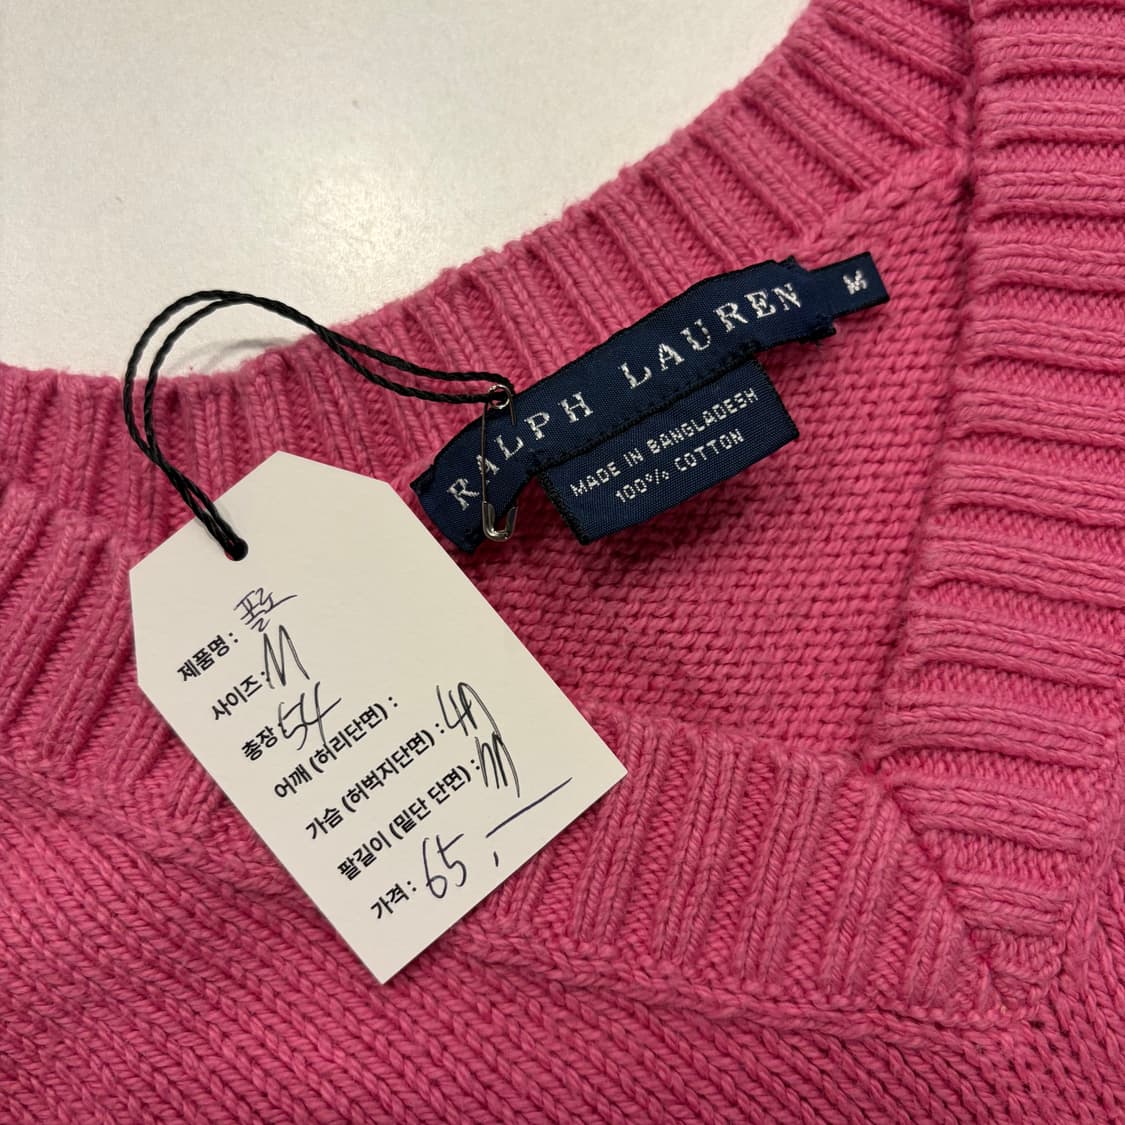 RALPH LAUREN M
MADE IN BANGLADESH
100% COTTON
제품명: 폴로
사이즈: M
총장 54
어깨 (허리단면) :
가슴 (허벅지단면) :
팔길이 (밑단 단면) :
가격 : 65,